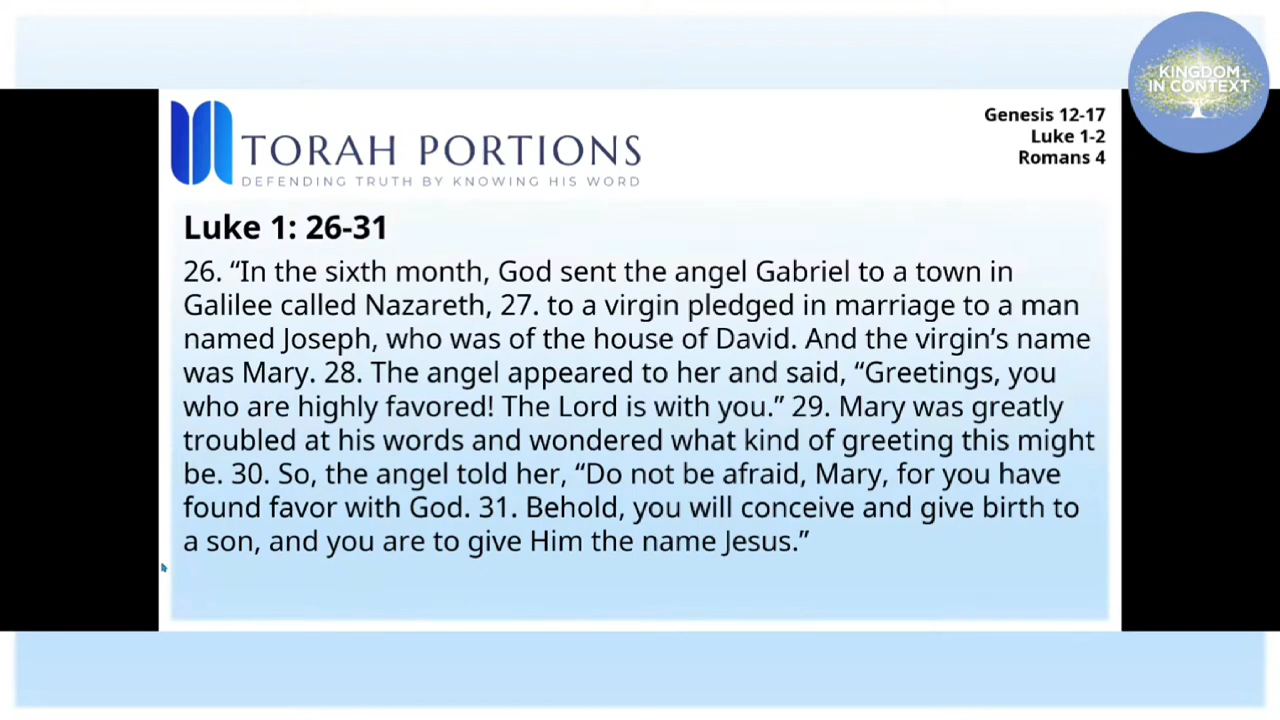 KINGDOM
IN CONTEXT
Genesis 12-17
Luke 1-2
Romans 4
TORAH PORTIONS
DEFENDING TRUTH BY KNOWING HIS WORD
Luke 1: 26-31
26. “In the sixth month, God sent the angel Gabriel to a town in
Galilee called Nazareth, 27. to a virgin pledged in marriage to a man
named Joseph, who was of the house of David. And the virgin’s name
was Mary. 28. The angel appeared to her and said, “Greetings, you
who are highly favored! The Lord is with you.” 29. Mary was greatly
troubled at his words and wondered what kind of greeting this might
be. 30. So, the angel told her, “Do not be afraid, Mary, for you have
found favor with God. 31. Behold, you will conceive and give birth to
a son, and you are to give Him the name Jesus.”